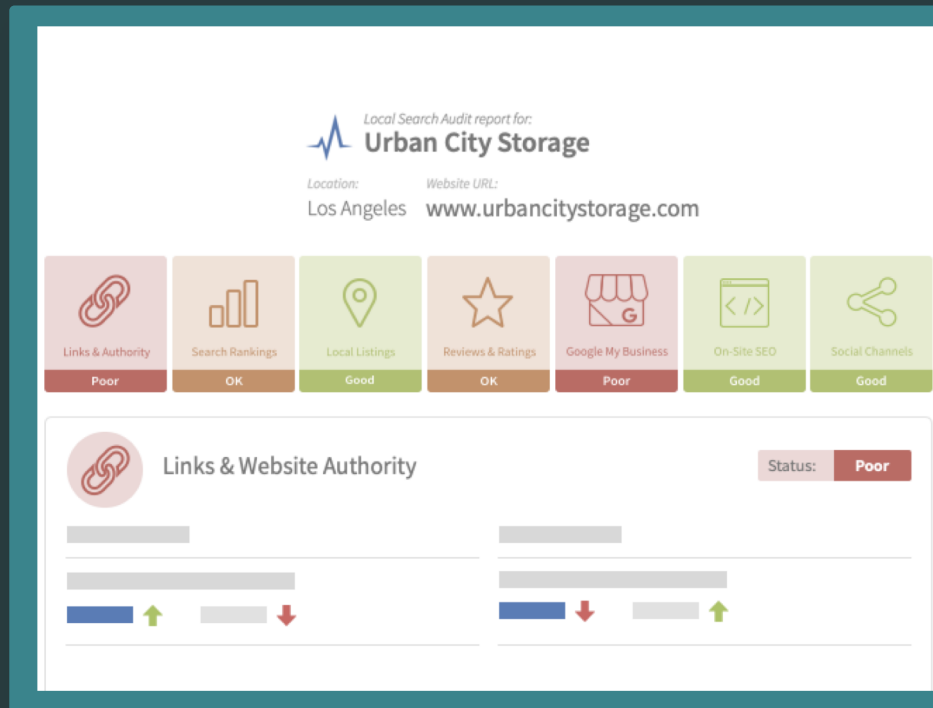 Local Search Audit report for:
Urban City Storage
Location: Website URL:
Los Angeles www.urbancitystorage.com
Links & Authority Search Rankings Local Listings Reviews & Ratings Google My Business On-Site SEO Social Channels
Poor OK Good OK Poor Good Good
Links & Website Authority Status: Poor